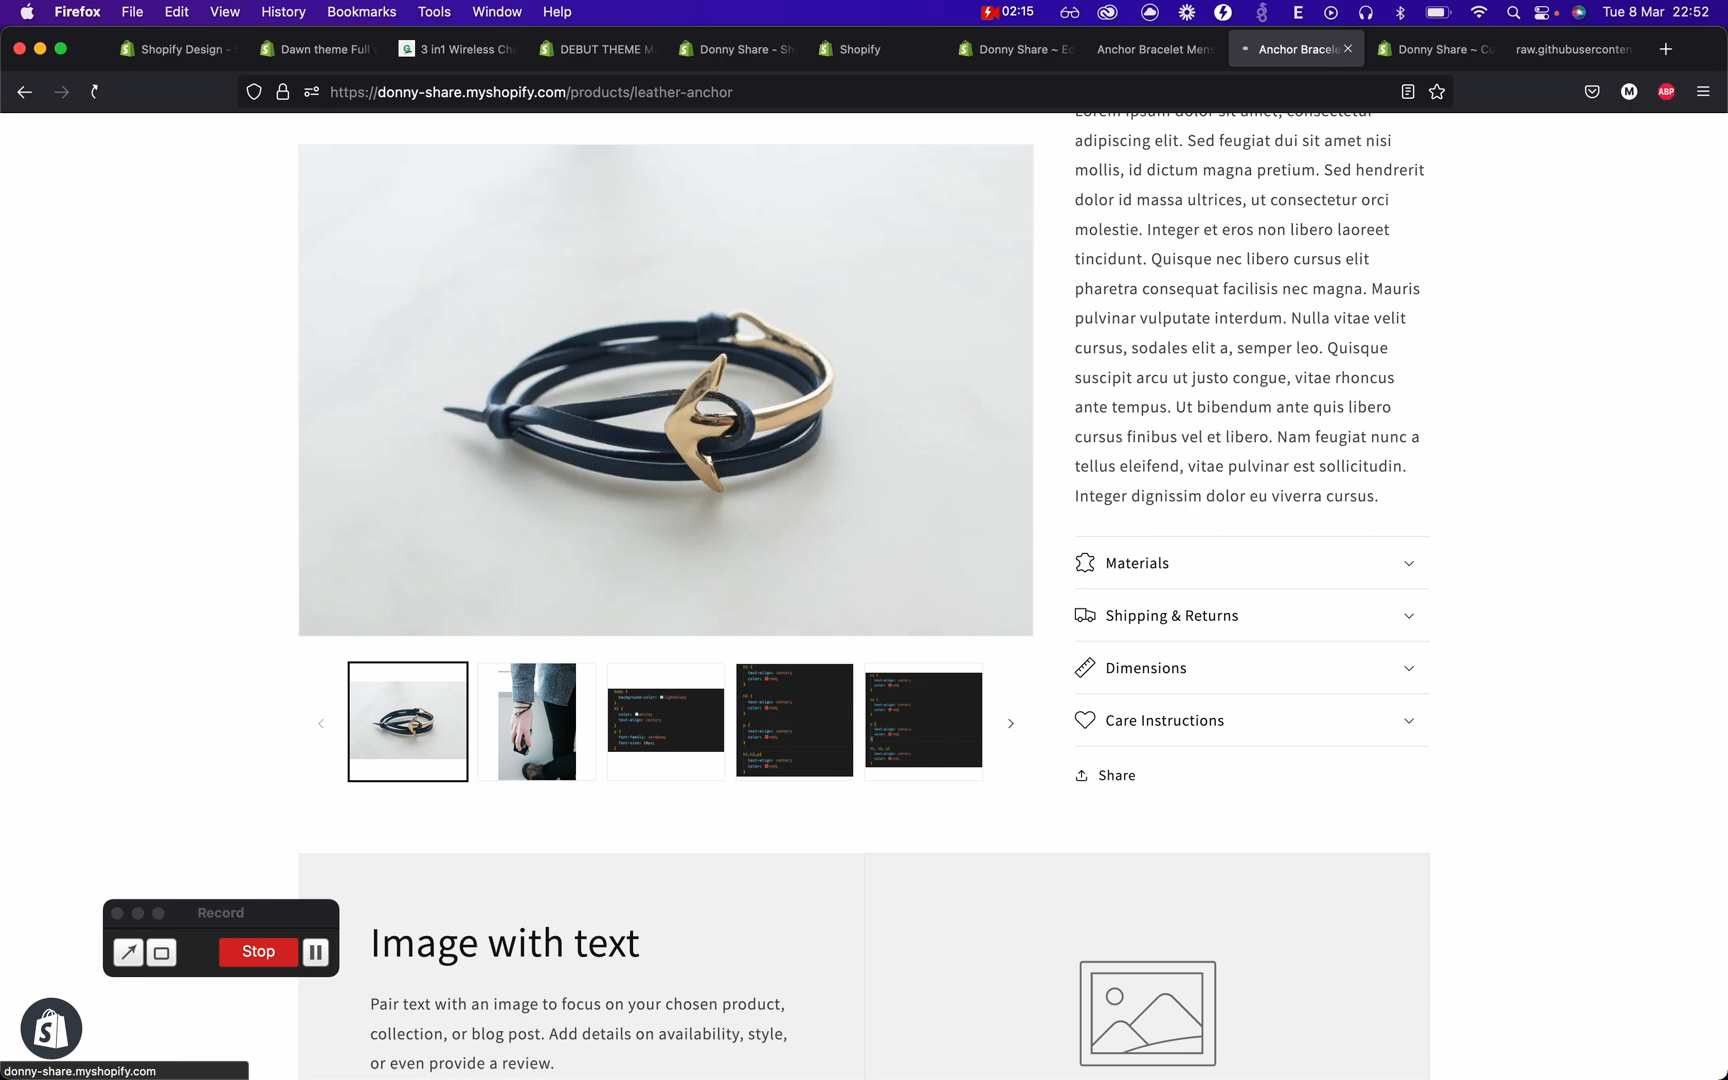 Firefox File Edit View History Bookmarks Tools Window Help 02:15 Tue 8 Mar 22:52
Shopify Design - Dawn theme Full 3 in1 Wireless Ch DEBUT THEME M Donny Share - Sh Shopify Donny Share ~ Ed Anchor Bracelet Mens Anchor Bracele Donny Share ~ Cu raw.githubuserconten
https://donny-share.myshopify.com/products/leather-anchor M ABP
Lorem ipsum dolor sit amet, consectetur
adipiscing elit. Sed feugiat dui sit amet nisi
mollis, id dictum magna pretium. Sed hendrerit
dolor id massa ultrices, ut consectetur orci
molestie. Integer et eros non libero laoreet
tincidunt. Quisque nec libero cursus elit
pharetra consequat facilisis nec magna. Mauris
pulvinar vulputate interdum. Nulla vitae velit
cursus, sodales elit a, semper leo. Quisque
suscipit arcu ut justo congue, vitae rhoncus
ante tempus. Ut bibendum ante quis libero
cursus finibus vel et libero. Nam feugiat nunc a
tellus eleifend, vitae pulvinar est sollicitudin.
Integer dignissim dolor eu viverra cursus.
Materials
Shipping & Returns
Dimensions
Care Instructions
Share
Record
Stop
Image with text
Pair text with an image to focus on your chosen product,
collection, or blog post. Add details on availability, style,
or even provide a review.
donny-share.myshopify.com